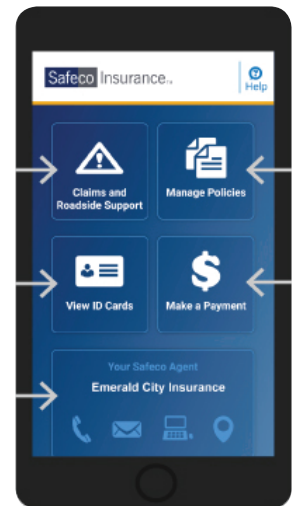 Safeco Insurance™
Help
Claims and
Roadside Support
Manage Policies
View ID Cards
Make a Payment
Your Safeco Agent
Emerald City Insurance